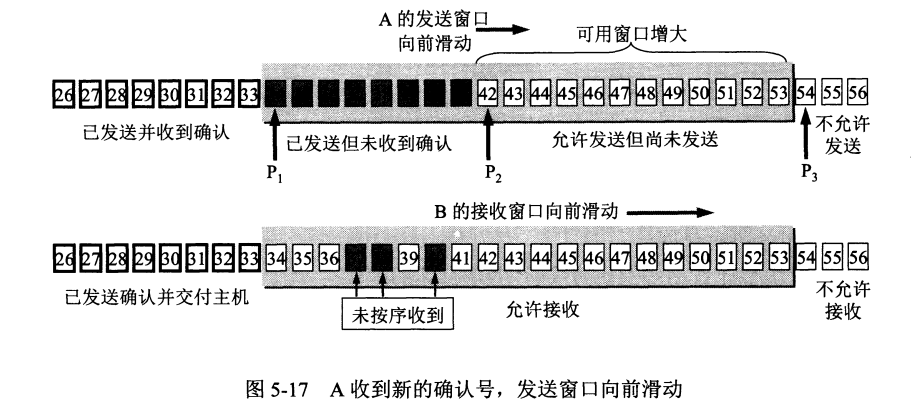 A 的发送窗口
向前滑动
可用窗口增大
26 27 28 29 30 31 32 33 42 43 44 45 46 47 48 49 50 51 52 53 54 55 56
已发送并收到确认
已发送但未收到确认
允许发送但尚未发送
不允许
发送
P1
P2
P3
B 的接收窗口向前滑动
26 27 28 29 30 31 32 33 34 35 36 39 41 42 43 44 45 46 47 48 49 50 51 52 53 54 55 56
已发送确认并交付主机
未按序收到
允许接收
不允许
接收
图 5-17 A 收到新的确认号，发送窗口向前滑动